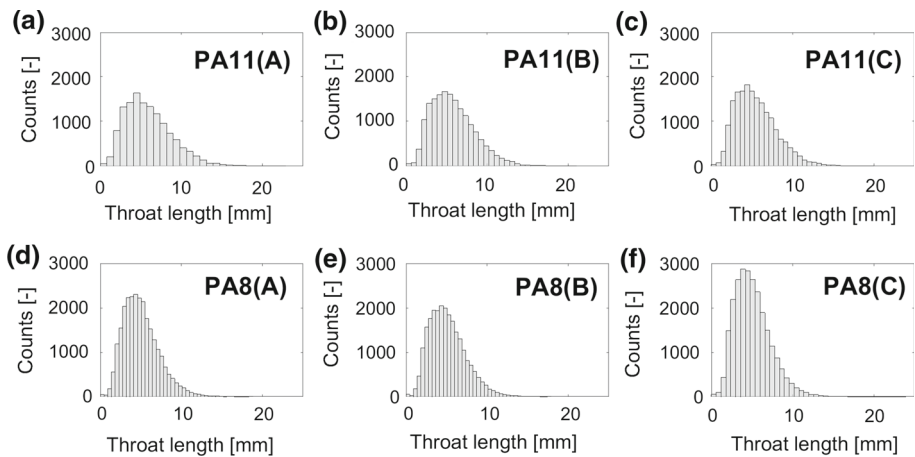 (a)
3000
2000
1000
0
Counts [-]
PA11(A)
0 10 20
Throat length [mm]
(b)
3000
2000
1000
0
Counts [-]
PA11(B)
0 10 20
Throat length [mm]
(c)
3000
2000
1000
0
Counts [-]
PA11(C)
0 10 20
Throat length [mm]
(d)
3000
2000
1000
0
Counts [-]
PA8(A)
0 10 20
Throat length [mm]
(e)
3000
2000
1000
0
Counts [-]
PA8(B)
0 10 20
Throat length [mm]
(f)
3000
2000
1000
0
Counts [-]
PA8(C)
0 10 20
Throat length [mm]